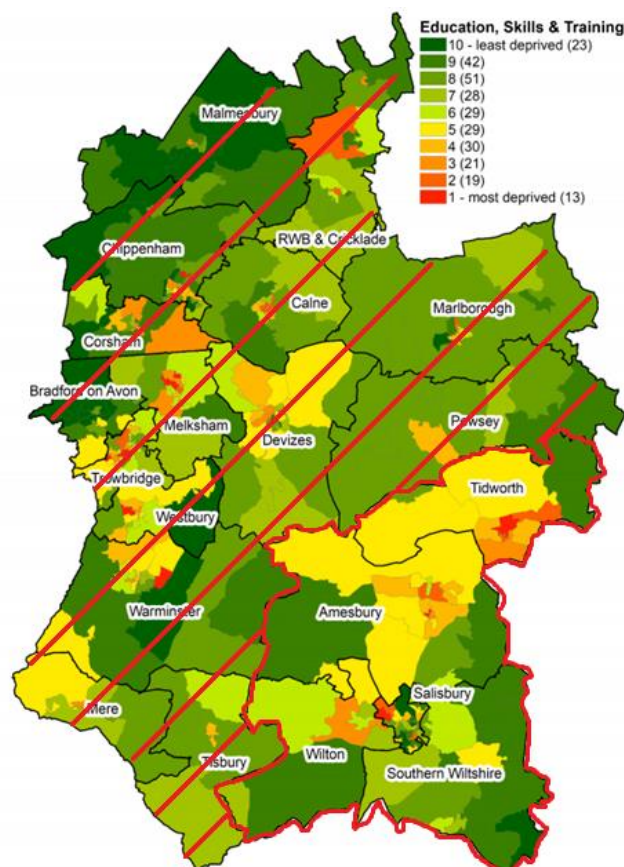 Education, Skills & Training
10 - least deprived (23)
9 (42)
8 (51)
7 (28)
6 (29)
5 (29)
4 (30)
3 (21)
2 (19)
1 - most deprived (13)
Malmesbury
Chippenham
RWB & Cricklade
Calne
Marlborough
Corsham
Bradford on Avon
Melksham
Devizes
Pewsey
Trowbridge
Tidworth
Westbury
Warminster
Amesbury
Salisbury
Mere
Tisbury
Wilton
Southern Wiltshire